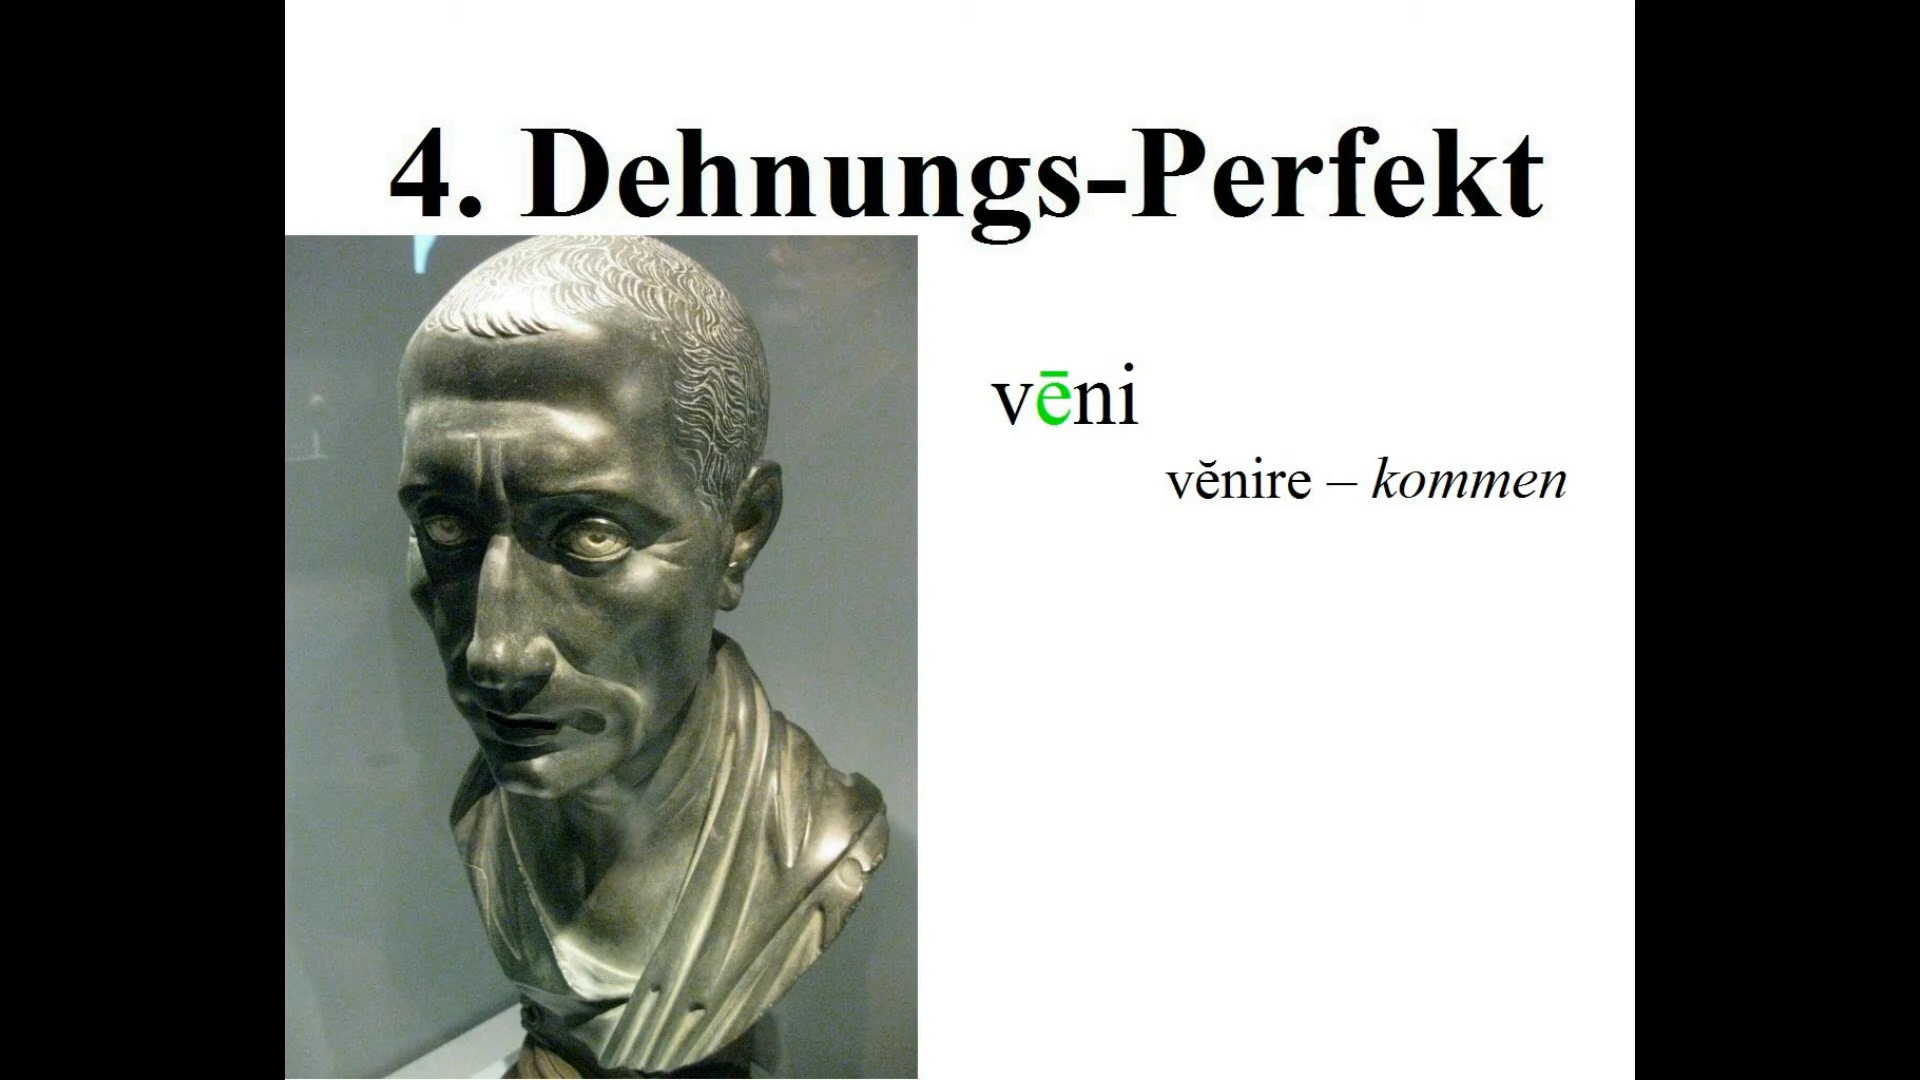 4. Dehnungs-Perfekt
vēni
vĕnire – kommen